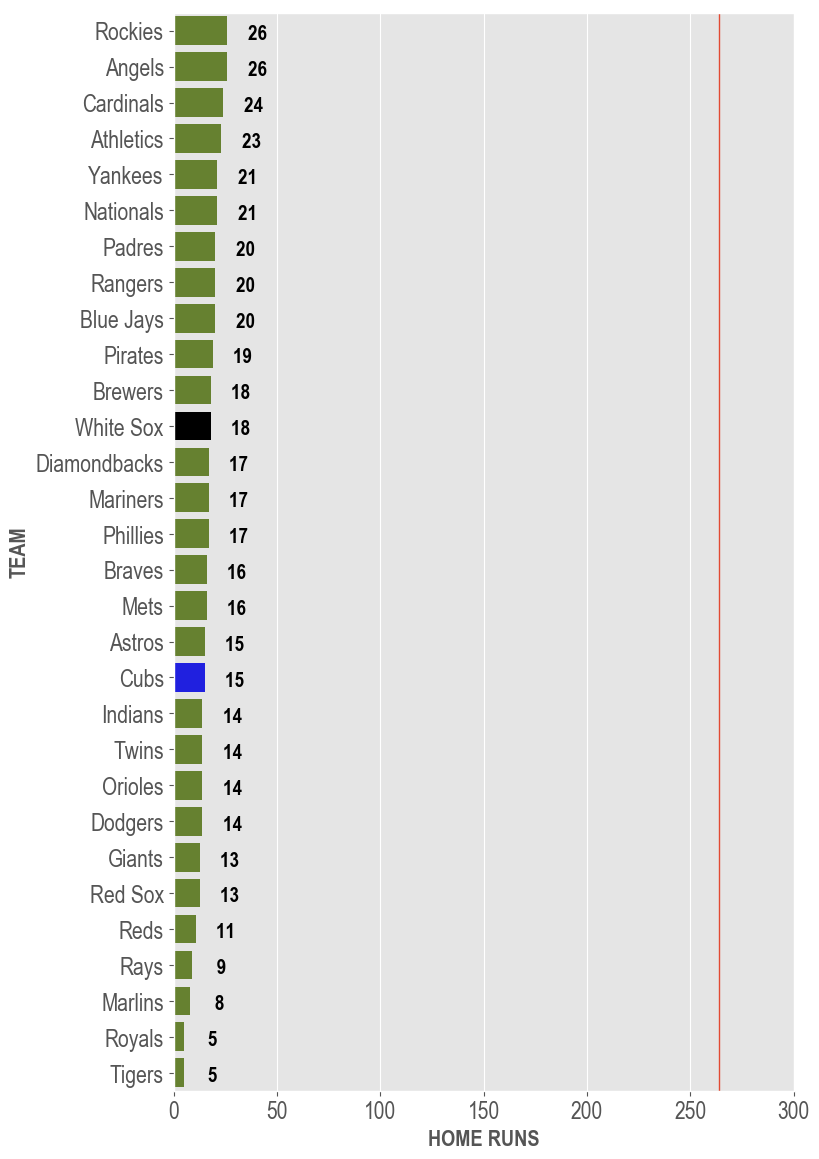 Rockies 26
Angels 26
Cardinals 24
Athletics 23
Yankees 21
Nationals 21
Padres 20
Rangers 20
Blue Jays 20
Pirates 19
Brewers 18
White Sox 18
Diamondbacks 17
Mariners 17
Phillies 17
Braves 16
Mets 16
Astros 15
Cubs 15
Indians 14
Twins 14
Orioles 14
Dodgers 14
Giants 13
Red Sox 13
Reds 11
Rays 9
Marlins 8
Royals 5
Tigers 5
TEAM
0 50 100 150 200 250 300
HOME RUNS